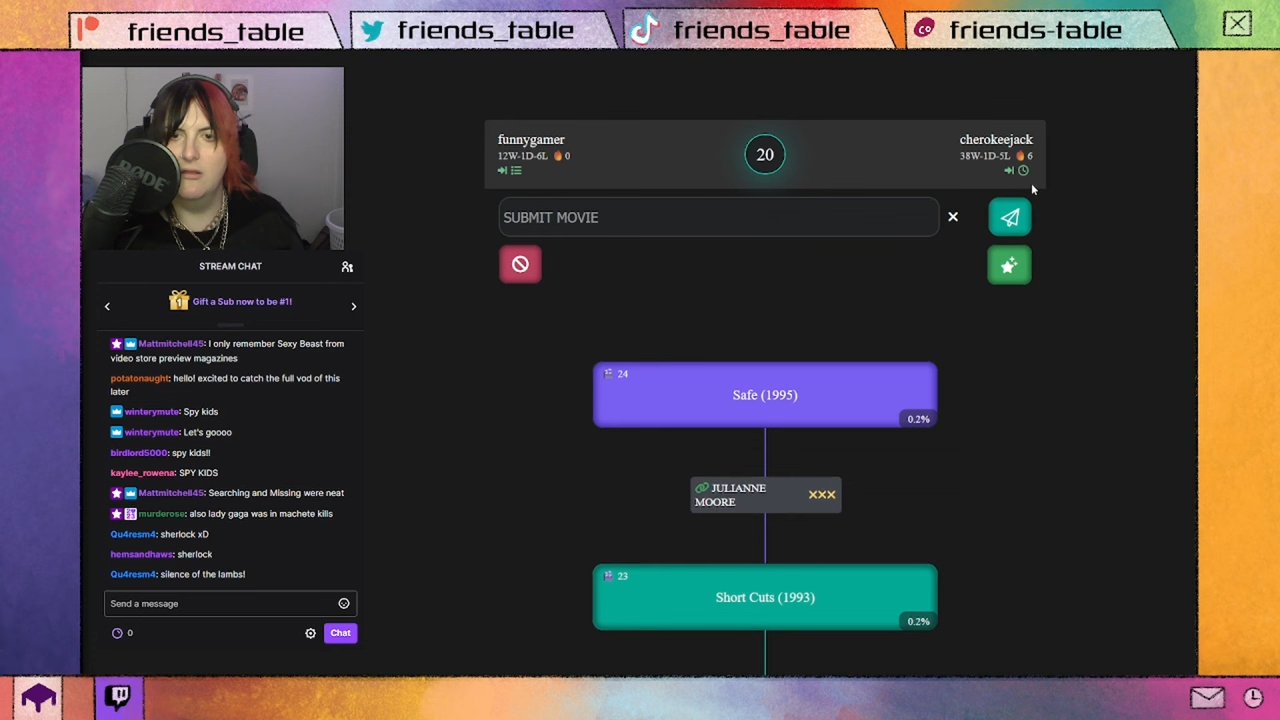 friends_table
friends_table
friends_table
friends-table
RØDE
STREAM CHAT
1
Gift a Sub now to be #1!
Mattmitchell45: I only remember Sexy Beast from
video store preview magazines
potatonaught: hello! excited to catch the full vod of this
later
winterymute: Spy kids
winterymute: Let's goooo
birdlord5000: spy kids!!
kaylee_rowena: SPY KIDS
Mattmitchell45: Searching and Missing were neat
murderose: also lady gaga was in machete kills
Qu4resm4: sherlock xD
hemsandhaws: sherlock
Qu4resm4: silence of the lambs!
Send a message
0
Chat
funnygamer
12W-1D-6L 0
20
cherokeejack
38W-1D-5L 6
SUBMIT MOVIE
24
Safe (1995)
0.2%
JULIANNE
MOORE
XXX
23
Short Cuts (1993)
0.2%